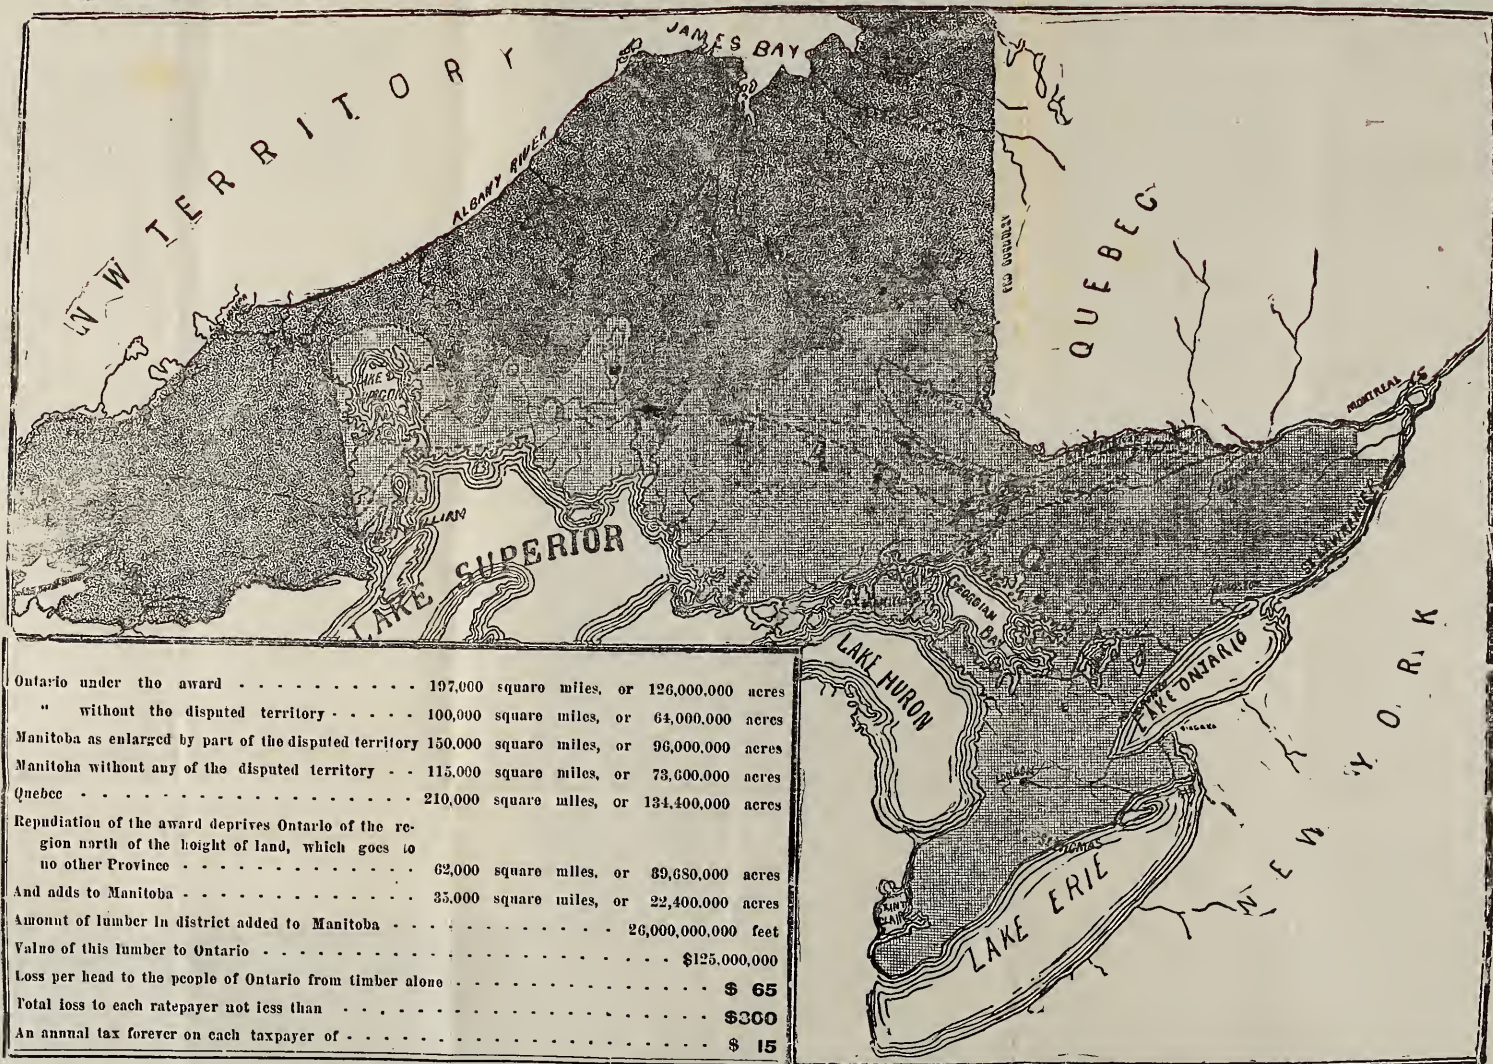 JAMES BAY
N W TERRITORY
ALBANY RIVER
QUEBEC
MONTREAL
ST LAWRENCE R
LAKE SUPERIOR
GEORGIAN BAY
LAKE HURON
LAKE ONTARIO
NIAGARA
LONDON
ST THOMAS
LAKE ERIE
NEW YORK
Ontario under the award - - - - - - - - - - 197,000 square miles, or 126,000,000 acres
" without the disputed territory - - - - - 100,000 square miles, or 64,000,000 acres
Manitoba as enlarged by part of the disputed territory 150.000 square miles, or 96,000,000 acres
Manitoba without any of the disputed territory - - 115,000 square miles, or 73,600,000 acres
Quebec - - - - - - - - - - - - - - - - - 210,000 square miles, or 134,400,000 acres
Repudiation of the award deprives Ontario of the re-
gion north of the height of land, which goes to
no other Province - - - - - - - - - - - - 62,000 square miles, or 39,680,000 acres
And adds to Manitoba - - - - - - - - - - - - 35,000 square miles, or 22,400,000 acres
Amount of lumber in district added to Manitoba - - - - - - - - - - - 26,000,000,000 feet
Value of this lumber to Ontario - - - - - - - - - - - - - - - - - - - - $125,000,000
Loss per head to the people of Ontario from timber alone - - - - - - - - - - - - - - $ 65
Total loss to each ratepayer not less than - - - - - - - - - - - - - - - - - - $300
An annual tax forever on each taxpayer of - - - - - - - - - - - - - - - - - - $ 15